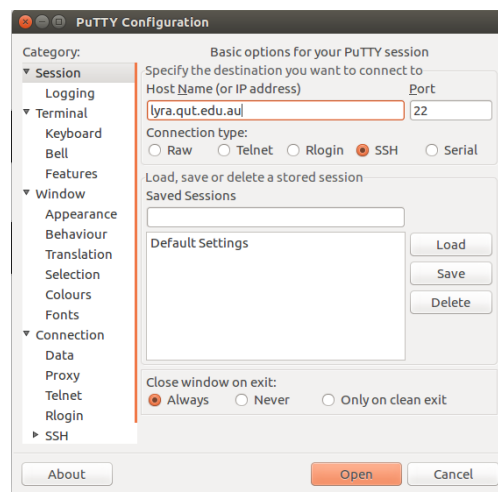 PuTTY Configuration
Category:
Basic options for your PuTTY session
Session
Logging
Terminal
Keyboard
Bell
Features
Window
Appearance
Behaviour
Translation
Selection
Colours
Fonts
Connection
Data
Proxy
Telnet
Rlogin
SSH
Specify the destination you want to connect to
Host Name (or IP address) Port
lyra.qut.edu.au 22
Connection type:
Raw Telnet Rlogin SSH Serial
Load, save or delete a stored session
Saved Sessions
Default Settings
Load
Save
Delete
Close window on exit:
Always Never Only on clean exit
About Open Cancel